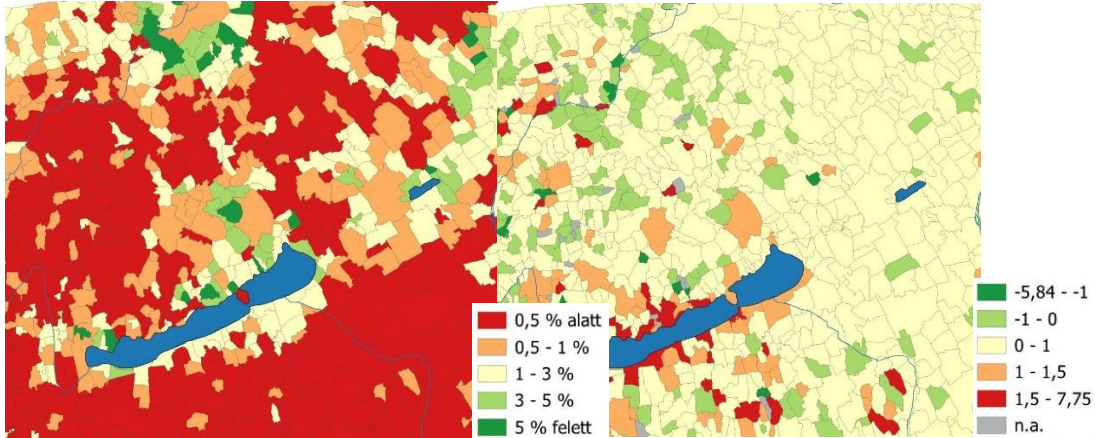 0,5 % alatt
0,5 - 1 %
1 - 3 %
3 - 5 %
5 % felett
-5,84 - -1
-1 - 0
0 - 1
1 - 1,5
1,5 - 7,75
n.a.